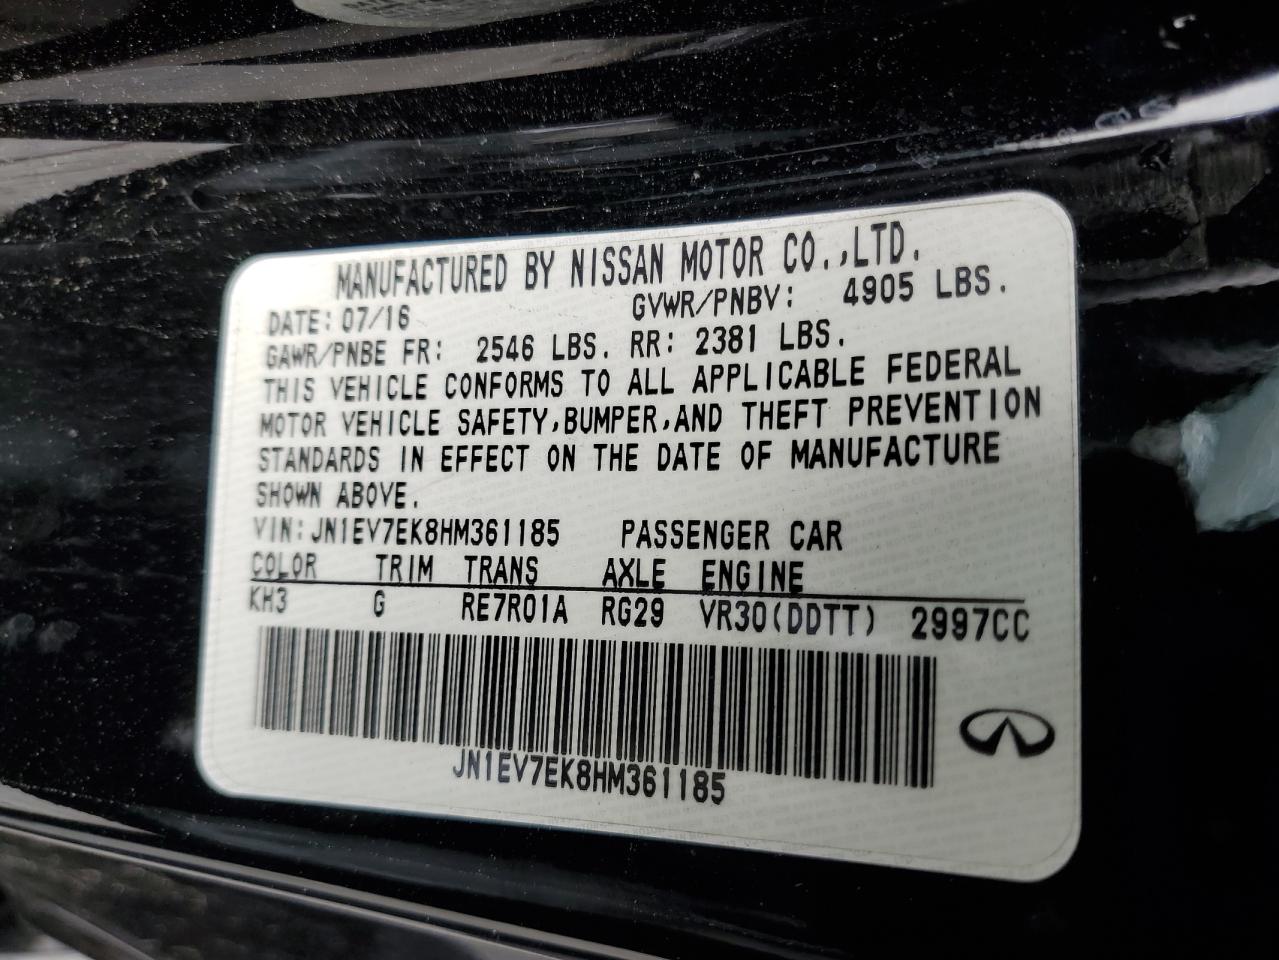 MANUFACTURED BY NISSAN MOTOR CO.,LTD.
DATE: 07/16 GVWR/PNBV: 4905 LBS.
GAWR/PNBE FR: 2546 LBS. RR: 2381 LBS.
THIS VEHICLE CONFORMS TO ALL APPLICABLE FEDERAL
MOTOR VEHICLE SAFETY,BUMPER,AND THEFT PREVENTION
STANDARDS IN EFFECT ON THE DATE OF MANUFACTURE
SHOWN ABOVE.
VIN:JN1EV7EK8HM361185 PASSENGER CAR
COLOR TRIM TRANS AXLE ENGINE
KH3 G RE7R01A RG29 VR30(DDTT) 2997CC
JN1EV7EK8HM361185